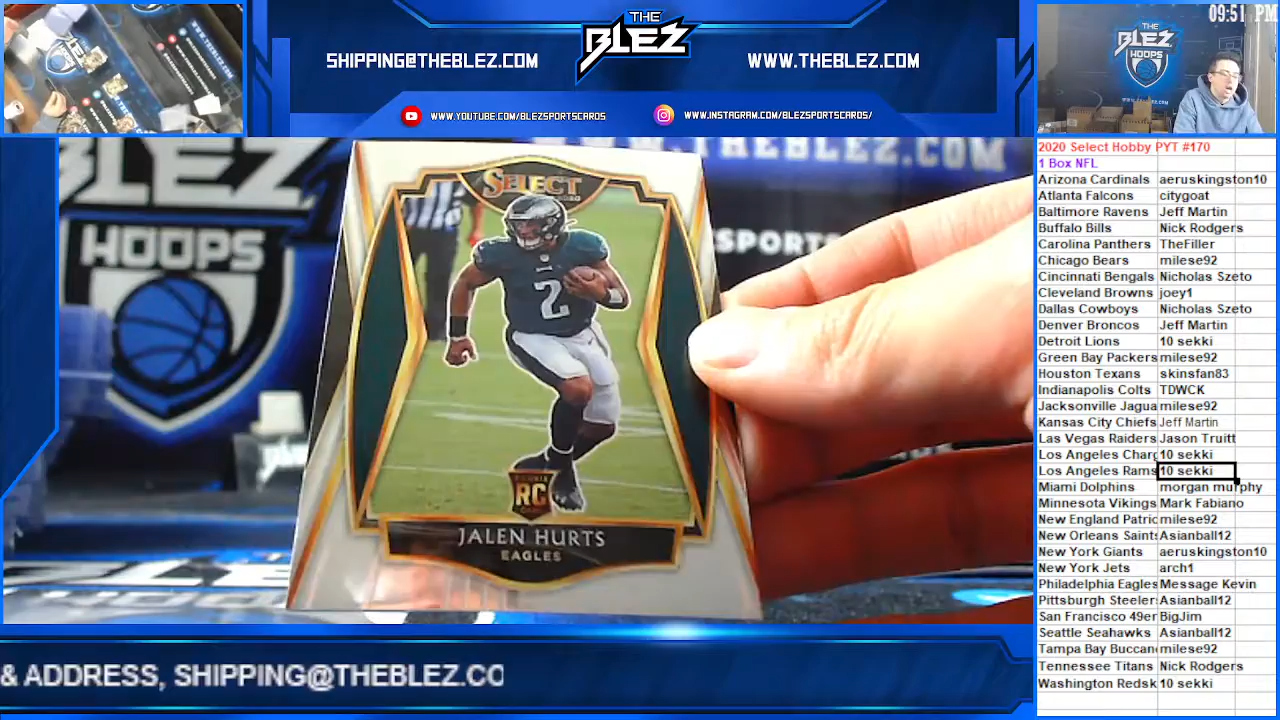 09:51 PM
THE
BLEZ
SHIPPING@THEBLEZ.COM
WWW.THEBLEZ.COM
WWW.YOUTUBE.COM/BLEZSPORTSCARDS
WWW.INSTAGRAM.COM/BLEZSPORTSCARDS/
THE
BLEZ
HOOPS
BLEZ
HOOPS
WWW.THEBLEZ.COM
SELECT
2
ROOKIE
RC
JALEN HURTS
EAGLES
& ADDRESS, SHIPPING@THEBLEZ.CO
2020 Select Hobby PYT #170
1 Box NFL
Arizona Cardinals aeruskingston10
Atlanta Falcons citygoat
Baltimore Ravens Jeff Martin
Buffalo Bills Nick Rodgers
Carolina Panthers TheFiller
Chicago Bears milese92
Cincinnati Bengals Nicholas Szeto
Cleveland Browns joey1
Dallas Cowboys Nicholas Szeto
Denver Broncos Jeff Martin
Detroit Lions 10 sekki
Green Bay Packers milese92
Houston Texans skinsfan83
Indianapolis Colts TDWCK
Jacksonville Jagua milese92
Kansas City Chiefs Jeff Martin
Las Vegas Raiders Jason Truitt
Los Angeles Charg 10 sekki
Los Angeles Rams 10 sekki
Miami Dolphins morgan murphy
Minnesota Vikings Mark Fabiano
New England Patric milese92
New Orleans Saints Asianball12
New York Giants aeruskingston10
New York Jets arch1
Philadelphia Eagles Message Kevin
Pittsburgh Steeler Asianball12
San Francisco 49er BigJim
Seattle Seahawks Asianball12
Tampa Bay Buccan milese92
Tennessee Titans Nick Rodgers
Washington Redsk 10 sekki